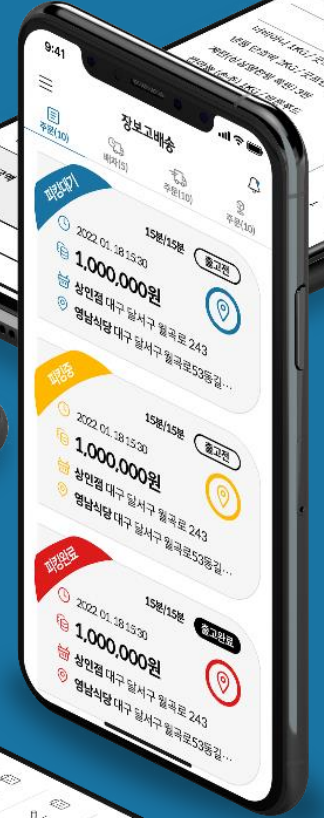 9:41
장보고배송
주문(10)
배차(5)
주문(10)
주문(10)
피킹대기
2022. 01. 18 15:30
15분/15분
출고전
1,000,000원
상인점 대구 달서구 월곡로 243
영남식당 대구 달서구 월곡로53동길…
피킹중
2022. 01. 18 15:30
15분/15분
출고전
1,000,000원
상인점 대구 달서구 월곡로 243
영남식당 대구 달서구 월곡로53동길…
피킹완료
2022. 01. 18 15:30
15분/15분
출고완료
1,000,000원
상인점 대구 달서구 월곡로 243
영남식당 대구 달서구 월곡로53동길…